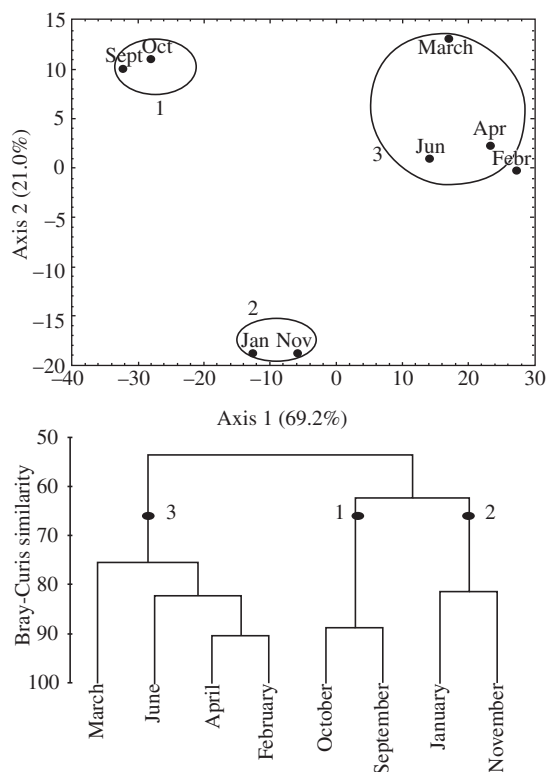 15
10
5
0
−5
−10
−15
−20
Axis 2 (21.0%)
Sept Oct
1
March
Apr
Jun
3
Febr
2
Jan Nov
−40 −30 −20 −10 0 10 20 30
Axis 1 (69.2%)
50
60
70
80
90
100
Bray-Curis similarity
3 1 2
March
June
April
February
October
September
January
November